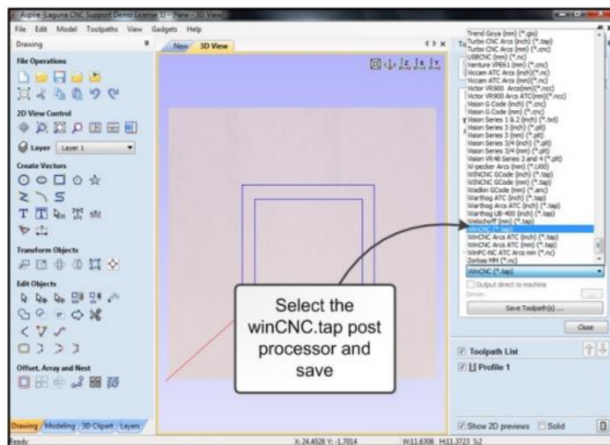 Aspire (Laguna CNC Support Demo License 1) - New - 3D View
File Edit Model Toolpaths View Gadgets Help
Drawing
File Operations
2D View Control
Layer Layer 1
Create Vectors
Transform Objects
Edit Objects
Offset, Array and Nest
Drawing Modeling 3D Clipart Layers
Ready
New 3D View
Select the
winCNC.tap post
processor and
save
Trend Goya (mm) (*.gio)
Turbo CNC Arcs (inch) (*.tap)
Turbo CNC Arcs (mm) (*.cnc)
USBCNC (mm) (*.nc)
Venture VPE61 (mm) (*.cnc)
Viccam ATC Arcs (inch)(*.nc)
Viccam ATC Arcs (mm)(*.nc)
Victor VR900 Arcs(mm)(*.ncc)
Victor VR900 Arcs ATC(mm)(*.ncc)
Vision G Code (inch) (*.cnc)
Vision G Code (mm) (*.cnc)
Vision Series 1 & 2 (inch) (*.txt)
Vision Series 3 (inch) (*.plt)
Vision Series 3 (mm) (*.plt)
Vision Series 3/4 (inch) (*.plt)
Vision Series 3/4 (mm) (*.plt)
Vision VR48 Series 3 and 4 (*.plt)
W-pecker Arcs (mm) (*.U00)
WINCNC GCode (inch) (*.tap)
WINCNC GCode (mm) (*.tap)
Wadkin GCode (mm) (*.anc)
Warthog ATC (inch) (*.tap)
Warthog Arcs ATC (inch) (*.tap)
Warthog UB-400 (inch) (*.tap)
Weischoff (mm) (*.tap)
WinCNC (*.tap)
WinCNC Arcs ATC (inch) (*.tap)
WinCNC Arcs ATC (mm) (*.tap)
WinPC-NC ATC Arcs mm (*.nc)
Zorbas MM (*.nc)
WinCNC (*.tap)
Output direct to machine
Driver:
Save Toolpath(s) ...
Close
Toolpath List
Profile 1
Show 2D previews Solid
X: 24.4028 Y: -1.7014 W:11.6308 H:11.3723 S:2